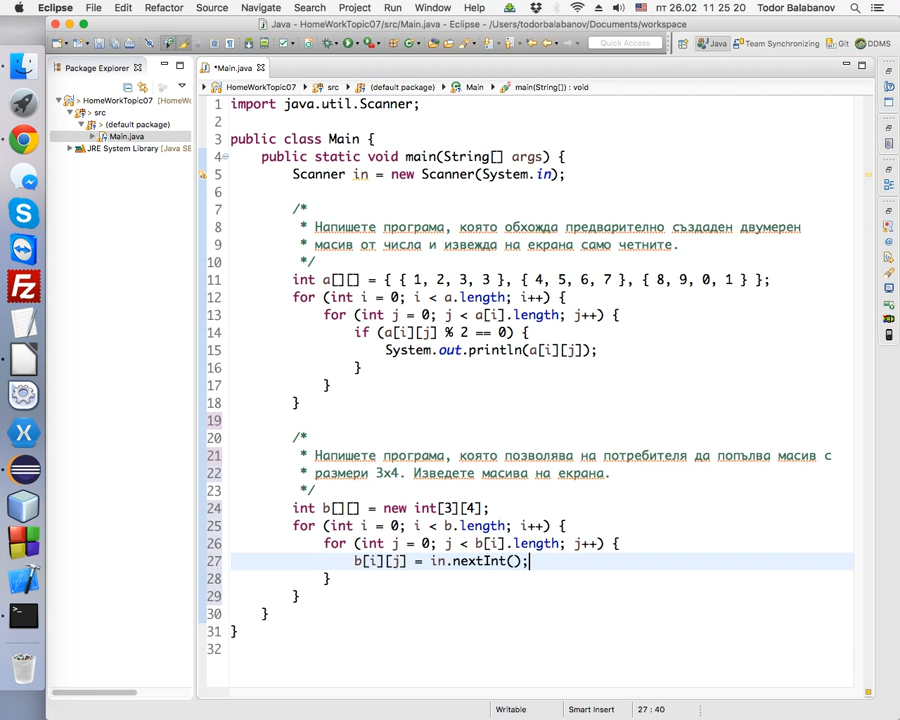 Eclipse File Edit Refactor Source Navigate Search Project Run Window Help пт 26.02 11 25 20 Todor Balabanov
Java - HomeWorkTopic07/src/Main.java - Eclipse - /Users/todorbalabanov/Documents/workspace
Quick Access Java Team Synchronizing Git DDMS
Package Explorer
*Main.java
HomeWorkTopic07 src (default package) Main main(String[]) : void
> HomeWorkTopic07 [HomeWo
> src
> (default package)
> Main.java
JRE System Library [Java SE
1 import java.util.Scanner;
2
3 public class Main {
4 public static void main(String[] args) {
5 Scanner in = new Scanner(System.in);
6
7 /*
8 * Напишете програма, която обхожда предварително създаден двумерен
9 * масив от числа и извежда на екрана само четните.
10 */
11 int a[][] = { { 1, 2, 3, 3 }, { 4, 5, 6, 7 }, { 8, 9, 0, 1 } };
12 for (int i = 0; i < a.length; i++) {
13 for (int j = 0; j < a[i].length; j++) {
14 if (a[i][j] % 2 == 0) {
15 System.out.println(a[i][j]);
16 }
17 }
18 }
19
20 /*
21 * Напишете програма, която позволява на потребителя да попълва масив с
22 * размери 3x4. Изведете масива на екрана.
23 */
24 int b[][] = new int[3][4];
25 for (int i = 0; i < b.length; i++) {
26 for (int j = 0; j < b[i].length; j++) {
27 b[i][j] = in.nextInt();
28 }
29 }
30 }
31 }
32
Writable Smart Insert 27 : 40